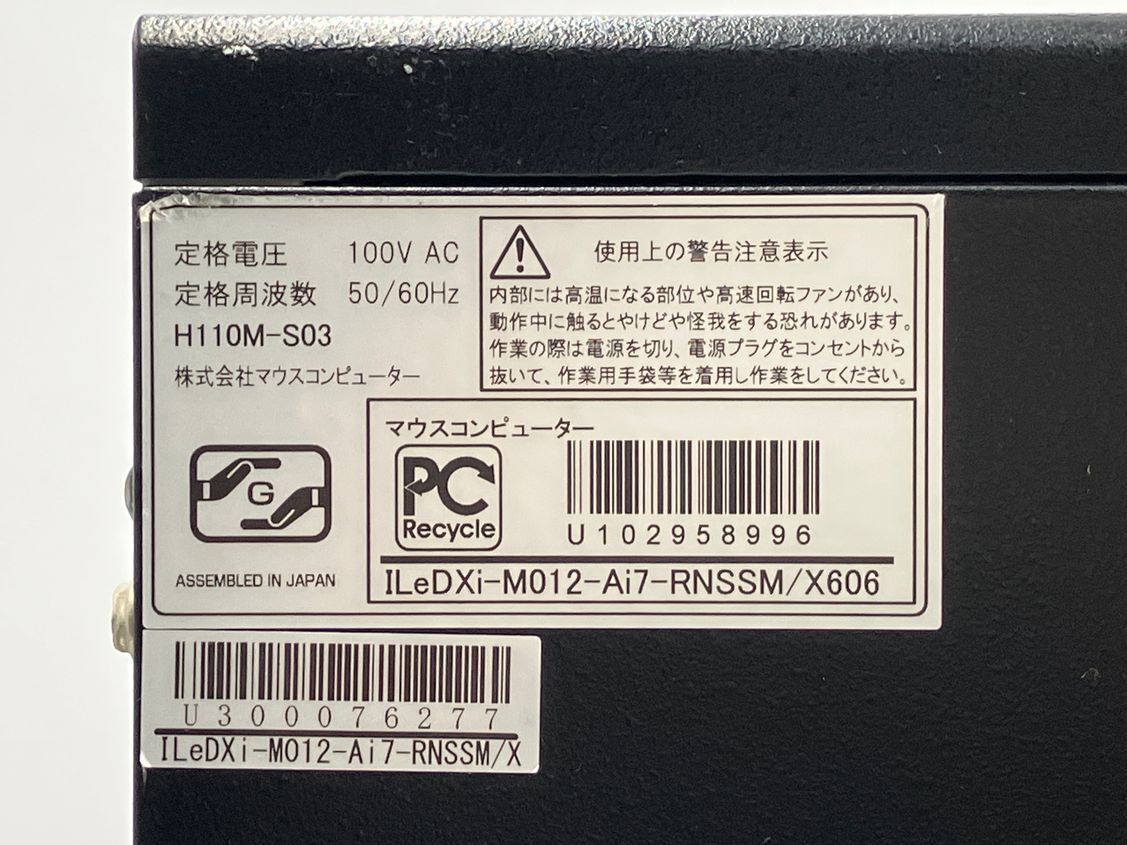 定格電圧 100V AC
定格周波数 50/60Hz
H110M-S03
株式会社マウスコンピューター
使用上の警告注意表示
内部には高温になる部位や高速回転ファンがあり、
動作中に触るとやけどや怪我をする恐れがあります。
作業の際は電源を切り、電源プラグをコンセントから
抜いて、作業用手袋等を着用し作業をしてください。
G
ASSEMBLED IN JAPAN
マウスコンピューター
PC
Recycle
U102958996
ILeDXi-M012-Ai7-RNSSM/X606
U300076277
ILeDXi-M012-Ai7-RNSSM/X